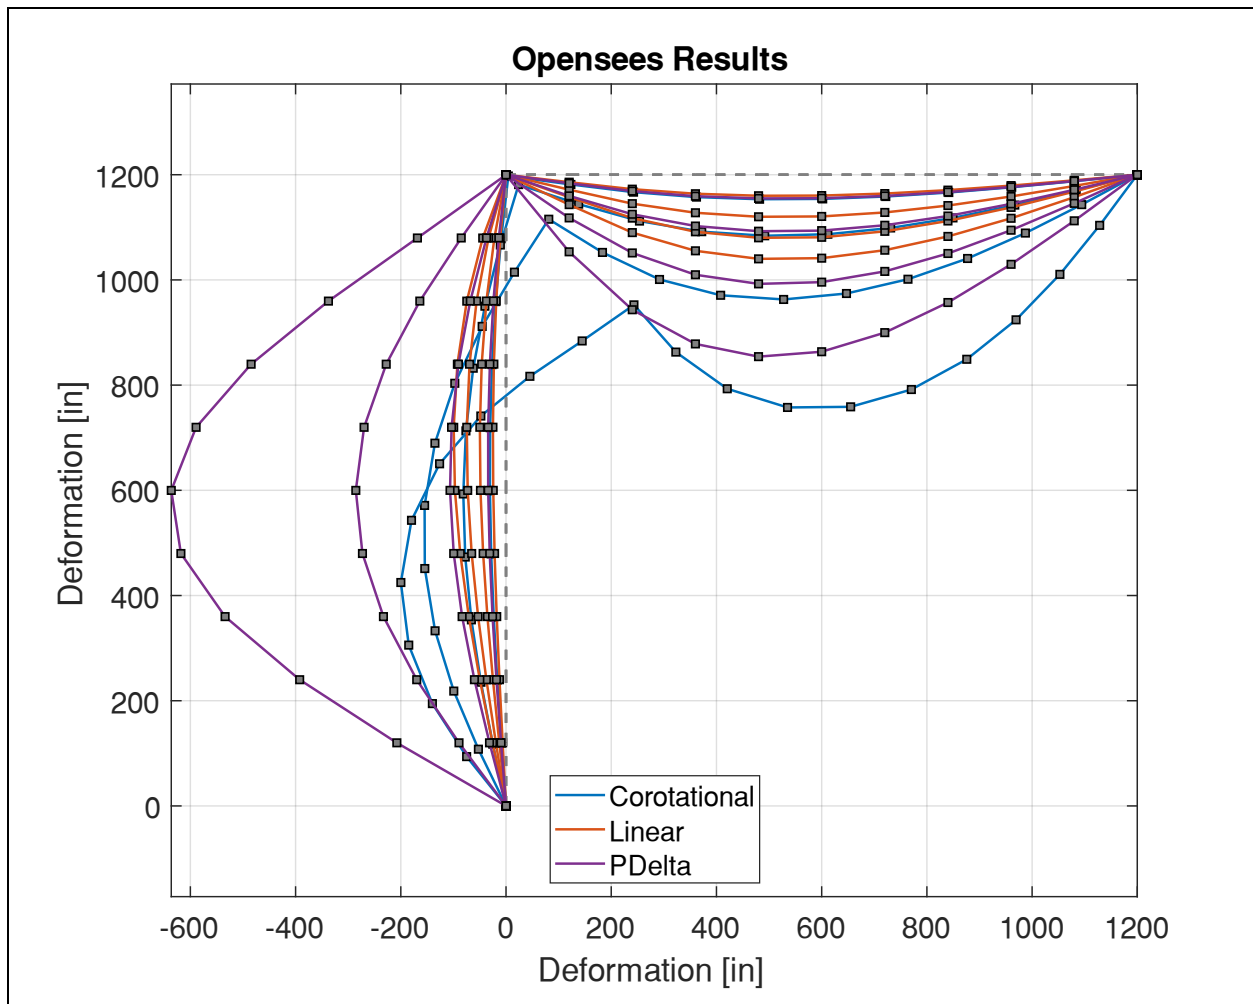 Opensees Results
1200
1000
800
600
400
200
0
Deformation [in]
Corotational
Linear
PDelta
-600 -400 -200 0 200 400 600 800 1000 1200
Deformation [in]